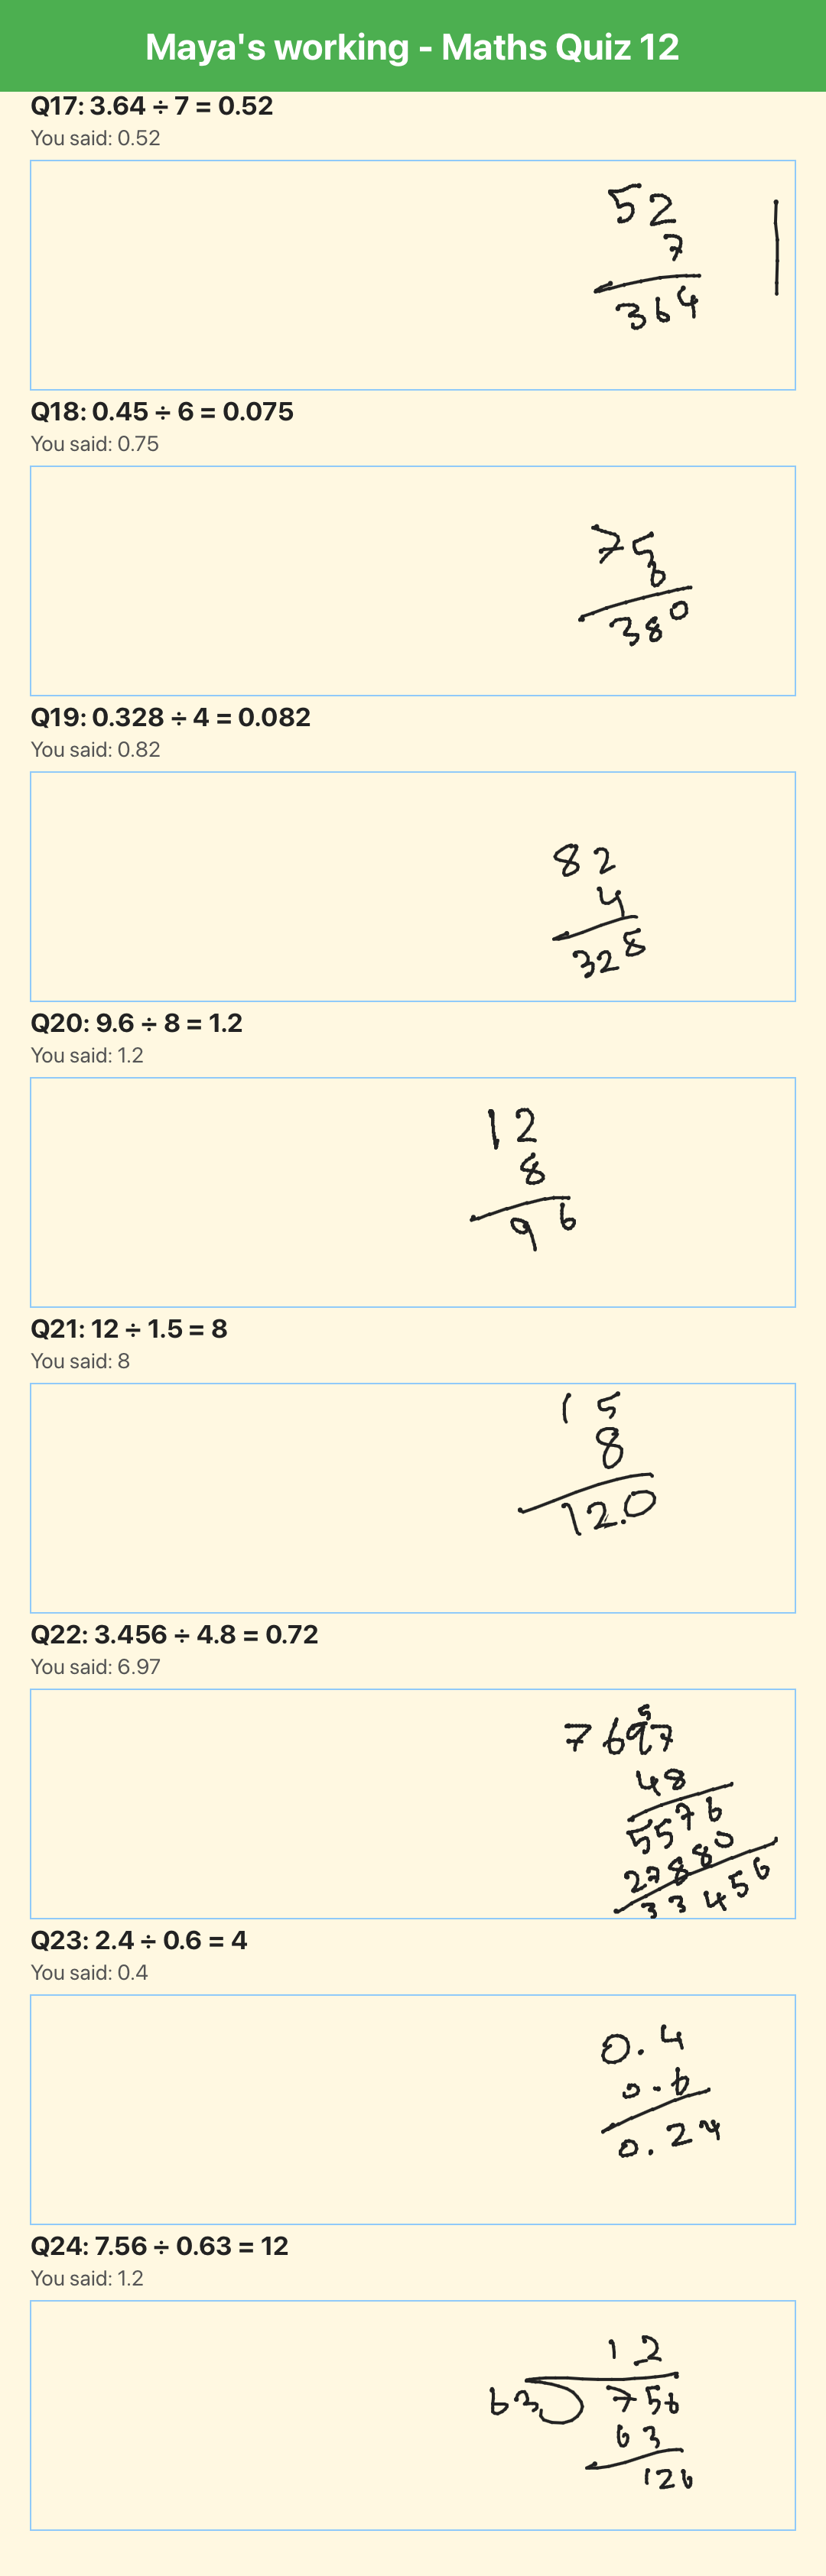 Maya's working - Maths Quiz 12
Q17: 3.64 ÷ 7 = 0.52
You said: 0.52
52
7
364
Q18: 0.45 ÷ 6 = 0.075
You said: 0.75
75
380
Q19: 0.328 ÷ 4 = 0.082
You said: 0.82
82
4
328
Q20: 9.6 ÷ 8 = 1.2
You said: 1.2
12
8
96
Q21: 12 ÷ 1.5 = 8
You said: 8
15
8
12.0
Q22: 3.456 ÷ 4.8 = 0.72
You said: 6.97
5
7 697
48
5576
27880
33456
Q23: 2.4 ÷ 0.6 = 4
You said: 0.4
0.4
0.6
0.24
Q24: 7.56 ÷ 0.63 = 12
You said: 1.2
12
63 756
63
126